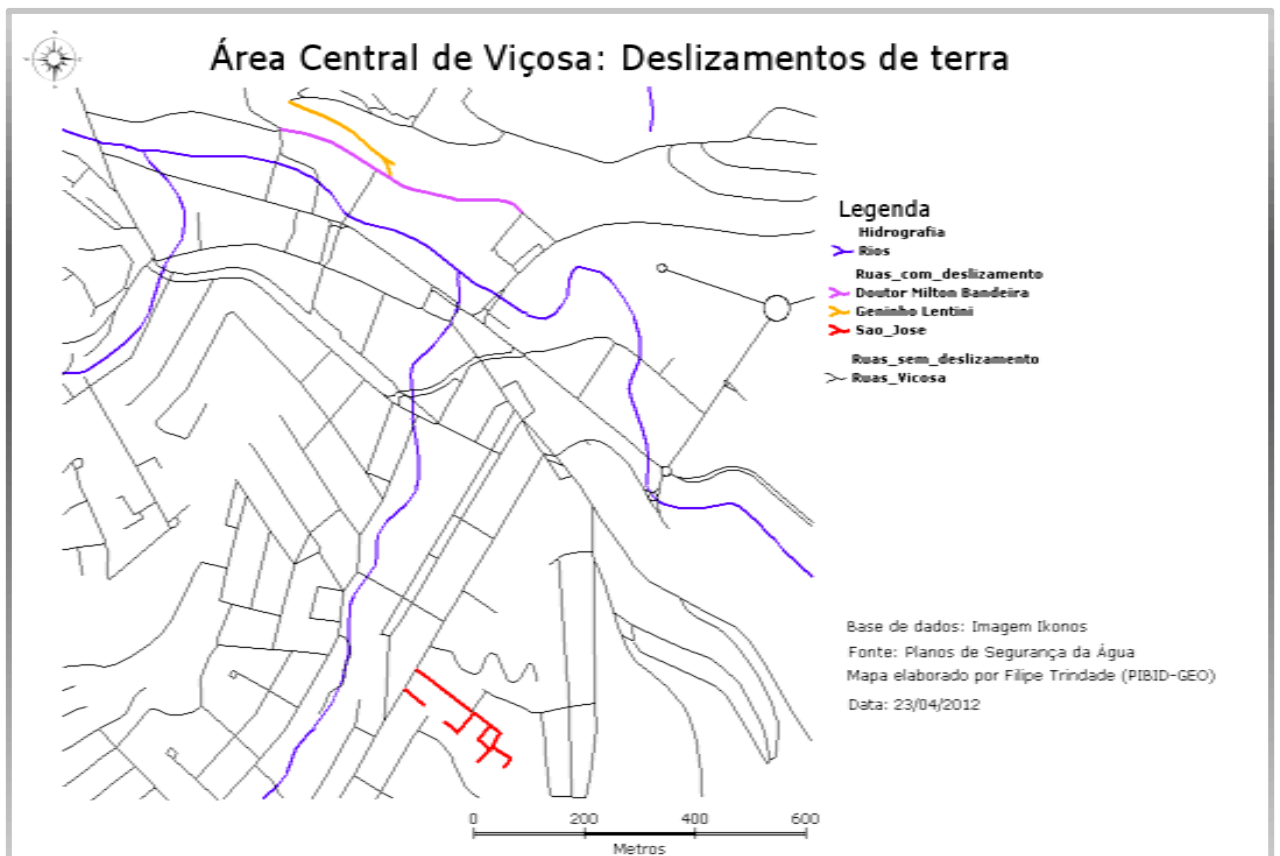 Área Central de Viçosa: Deslizamentos de terra
Legenda
Hidrografia
Rios
Ruas_com_deslizamento
Doutor Milton Bandeira
Geninho Lentini
Sao_Jose
Ruas_sem_deslizamento
Ruas_Vicosa
Base de dados: Imagem Ikonos
Fonte: Planos de Segurança da Água
Mapa elaborado por Filipe Trindade (PIBID-GEO)
Data: 23/04/2012
0 200 400 600
Metros